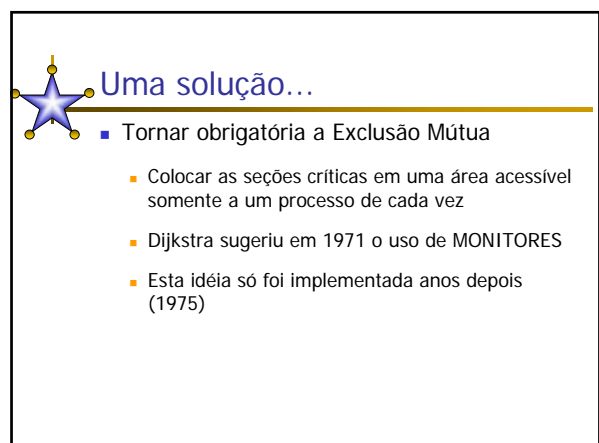 Uma solução...
Tornar obrigatória a Exclusão Mútua
Colocar as seções críticas em uma área acessível
somente a um processo de cada vez
Dijkstra sugeriu em 1971 o uso de MONITORES
Esta idéia só foi implementada anos depois
(1975)